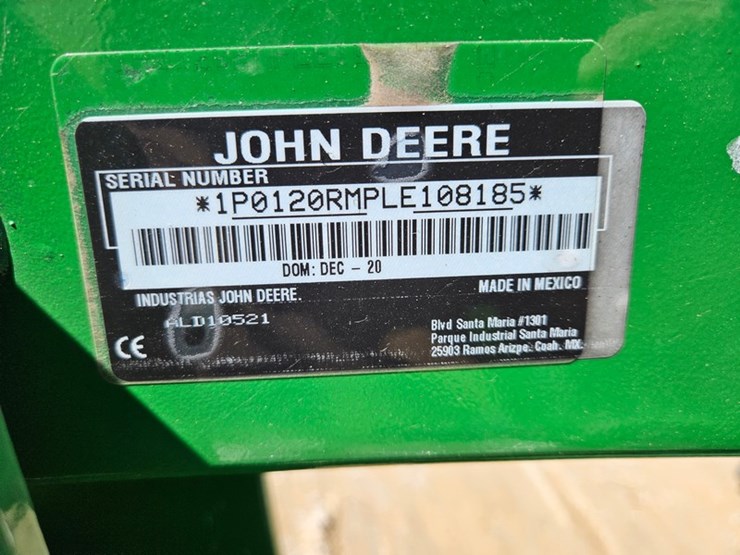 JOHN DEERE
SERIAL NUMBER
*1P0120RMPLE108185*
DOM: DEC - 20
INDUSTRIAS JOHN DEERE.
MADE IN MEXICO
ALD10521
CE
Blvd Santa Maria #1301
Parque Industrial Santa Maria
25903 Ramos Arizpe. Coah. MX.